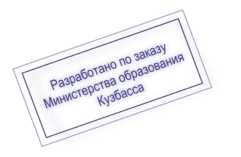 Разработано по заказу
Министерства образования
Кузбасса